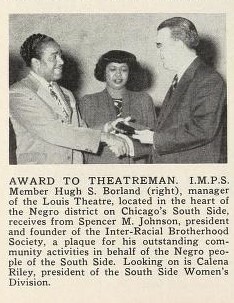 AWARD TO THEATREMAN. I.M.P.S.
Member Hugh S. Borland (right), manager
of the Louis Theatre, located in the heart of
the Negro district on Chicago's South Side,
receives from Spencer M. Johnson, president
and founder of the Inter-Racial Brotherhood
Society, a plaque for his outstanding com-
munity activities in behalf of the Negro peo-
ple of the South Side. Looking on is Calena
Riley, president of the South Side Women's
Division.